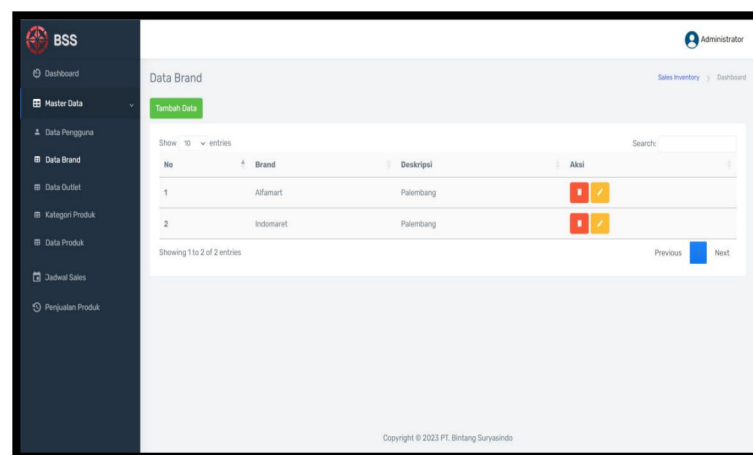 BSS
Administrator
Dashboard
Master Data
Data Pengguna
Data Brand
Data Outlet
Kategori Produk
Data Produk
Jadwal Sales
Penjualan Produk
Data Brand
Sales Inventory > Dashboard
Tambah Data
Show 10 entries
Search:
No Brand Deskripsi Aksi
1 Alfamart Palembang
2 Indomaret Palembang
Showing 1 to 2 of 2 entries
Previous Next
Copyright © 2023 PT. Bintang Suryasindo